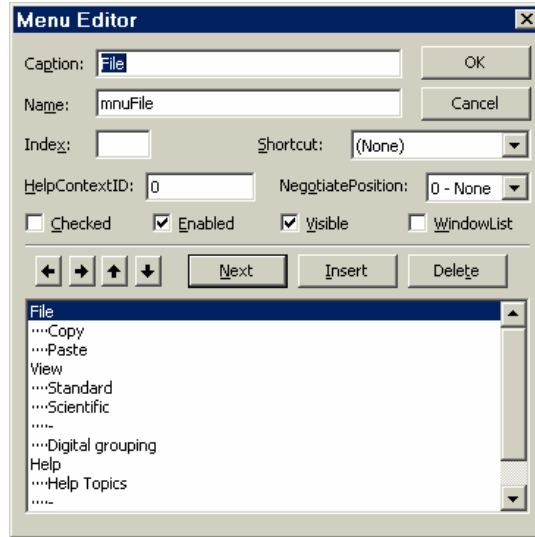 Menu Editor
Caption: File OK
Name: mnuFile Cancel
Index: Shortcut: (None)
HelpContextID: 0 NegotiatePosition: 0 - None
Checked Enabled Visible WindowList
Next Insert Delete
File
····Copy
····Paste
View
····Standard
····Scientific
····-
····Digital grouping
Help
····Help Topics
····-